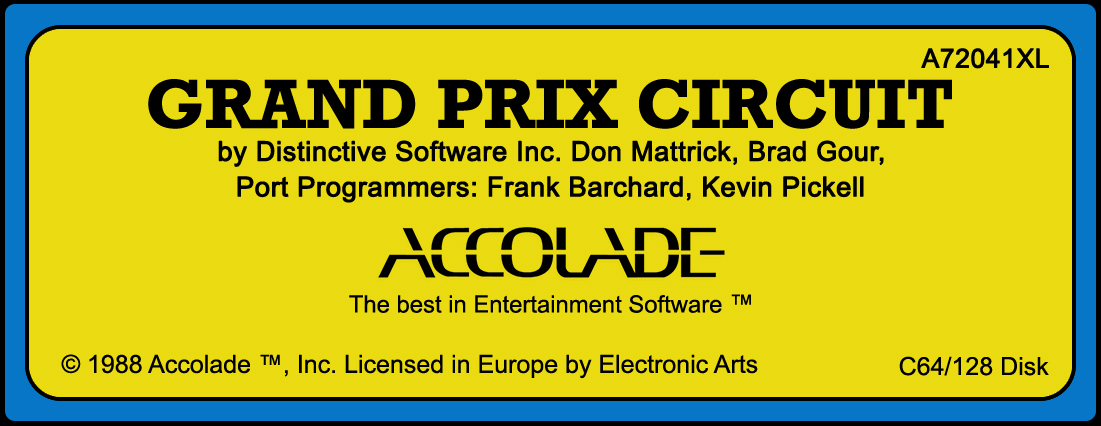 A72041XL
GRAND PRIX CIRCUIT
by Distinctive Software Inc. Don Mattrick, Brad Gour,
Port Programmers: Frank Barchard, Kevin Pickell
ACCOLADE
The best in Entertainment Software ™
© 1988 Accolade ™, Inc. Licensed in Europe by Electronic Arts
C64/128 Disk